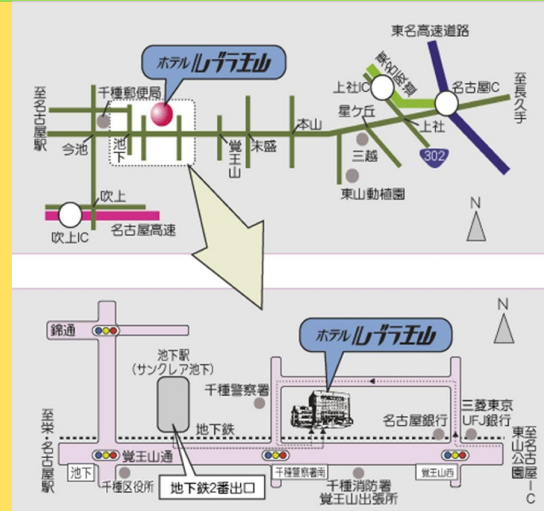 東名高速道路
ホテルルブラ王山
東名阪道
上社IC
名古屋IC
至長久手
至名古屋駅
千種郵便局
星ケ丘
本山
上社
池下
今池
覚王山
末盛
三越
302
東山動植園
吹上
吹上IC
名古屋高速
N
N
ホテルルブラ王山
錦通
池下駅
(サンクレア池下)
千種警察署
三菱東京
UFJ銀行
名古屋銀行
至栄・名古屋駅
地下鉄
至名古屋IC
東山公園
覚王山通
池下
千種区役所
地下鉄2番出口
千種警察署南
千種消防署
覚王山出張所
覚王山西